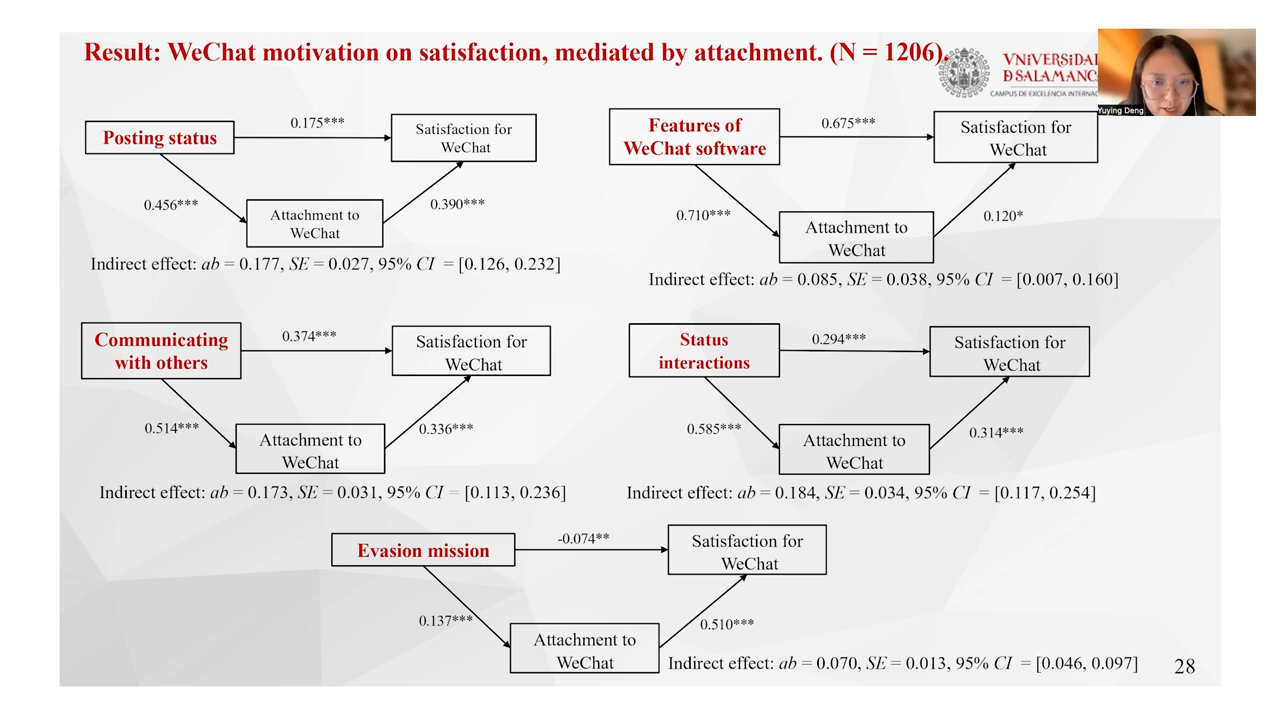 Result: WeChat motivation on satisfaction, mediated by attachment. (N = 1206).
VNiVERSiDAD
D SALAMANCA
CAMPUS DE EXCELENCIA INTERNAC
Yuying Deng
Posting status
0.175***
Satisfaction for
WeChat
0.456***
Attachment to
WeChat
0.390***
Indirect effect: ab = 0.177, SE = 0.027, 95% CI = [0.126, 0.232]
Features of
WeChat software
0.675***
Satisfaction for
WeChat
0.710***
Attachment to
WeChat
0.120*
Indirect effect: ab = 0.085, SE = 0.038, 95% CI = [0.007, 0.160]
Communicating
with others
0.374***
Satisfaction for
WeChat
0.514***
Attachment to
WeChat
0.336***
Indirect effect: ab = 0.173, SE = 0.031, 95% CI = [0.113, 0.236]
Status
interactions
0.294***
Satisfaction for
WeChat
0.585***
Attachment to
WeChat
0.314***
Indirect effect: ab = 0.184, SE = 0.034, 95% CI = [0.117, 0.254]
Evasion mission
-0.074**
Satisfaction for
WeChat
0.137***
Attachment to
WeChat
0.510***
Indirect effect: ab = 0.070, SE = 0.013, 95% CI = [0.046, 0.097]
28